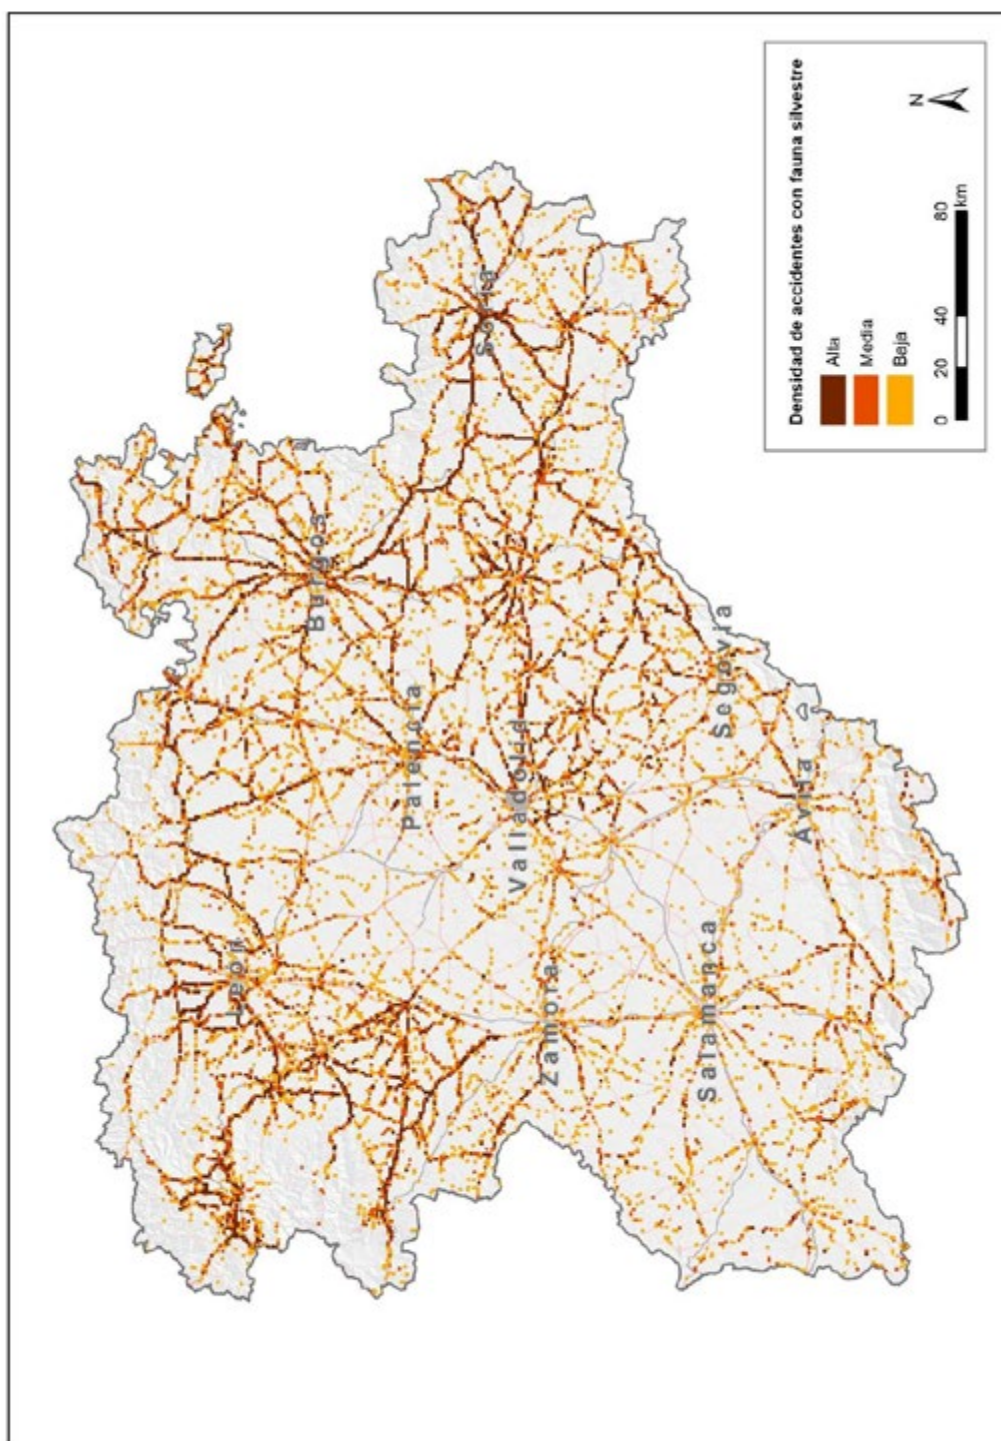 León
Burgos
Palencia
Soria
Valladolid
Zamora
Segovia
Salamanca
Ávila
Densidad de accidentes con fauna silvestre
Alta
Media
Baja
N
0 20 40 80
km